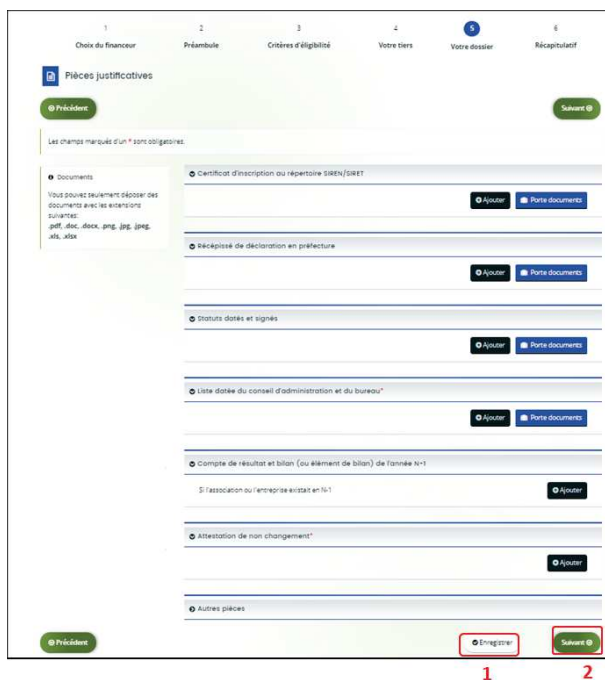 1 2 3 4 5 6
Choix du financeur Préambule Critères d'éligibilité Votre tiers Votre dossier Récapitulatif
Pièces justificatives
Précédent Suivant
Les champs marqués d'un * sont obligatoires.
Documents
Vous pouvez seulement déposer des
documents avec les extensions
suivantes:
.pdf, .doc, .docx, .png, .jpg, .jpeg,
.xls, .xlsx
Certificat d'inscription au répertoire SIREN/SIRET
Ajouter Porte documents
Récépissé de déclaration en préfecture
Ajouter Porte documents
Statuts datés et signés
Ajouter Porte documents
Liste datée du conseil d'administration et du bureau*
Ajouter Porte documents
Compte de résultat et bilan (ou élément de bilan) de l'année N-1
Si l'association ou l'entreprise existait en N-1
Ajouter
Attestation de non changement*
Ajouter
Autres pièces
Précédent Enregistrer Suivant
1 2